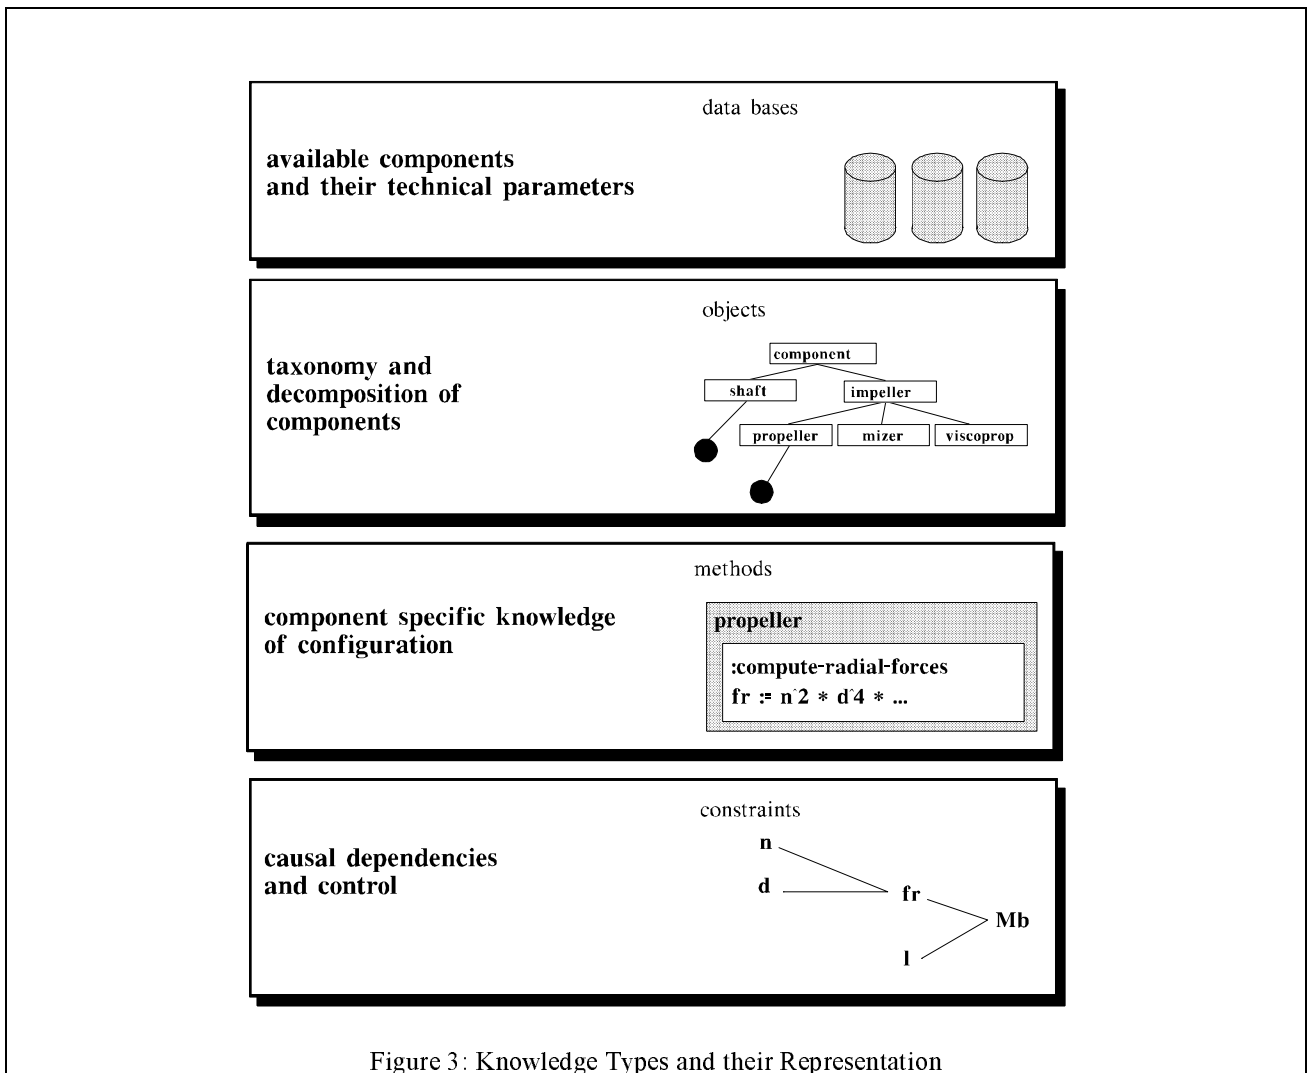 data bases
available components
and their technical parameters
objects
taxonomy and
decomposition of
components
component
shaft
impeller
propeller
mizer
viscoprop
methods
component specific knowledge
of configuration
propeller
:compute-radial-forces
fr := n^2 * d^4 * ...
constraints
causal dependencies
and control
n
d
fr
Mb
l
Figure 3: Knowledge Types and their Representation